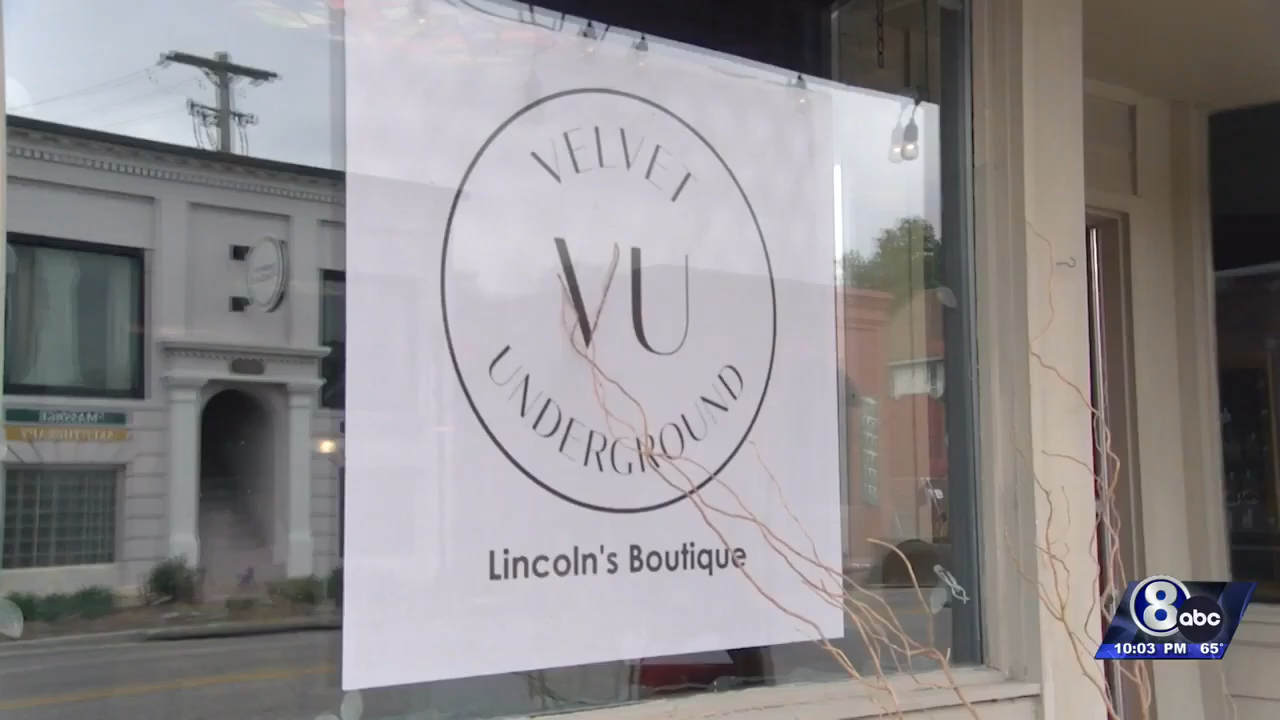 VELVET
VU
UNDERGROUND
Lincoln's Boutique
8 abc
10:03 PM 65°